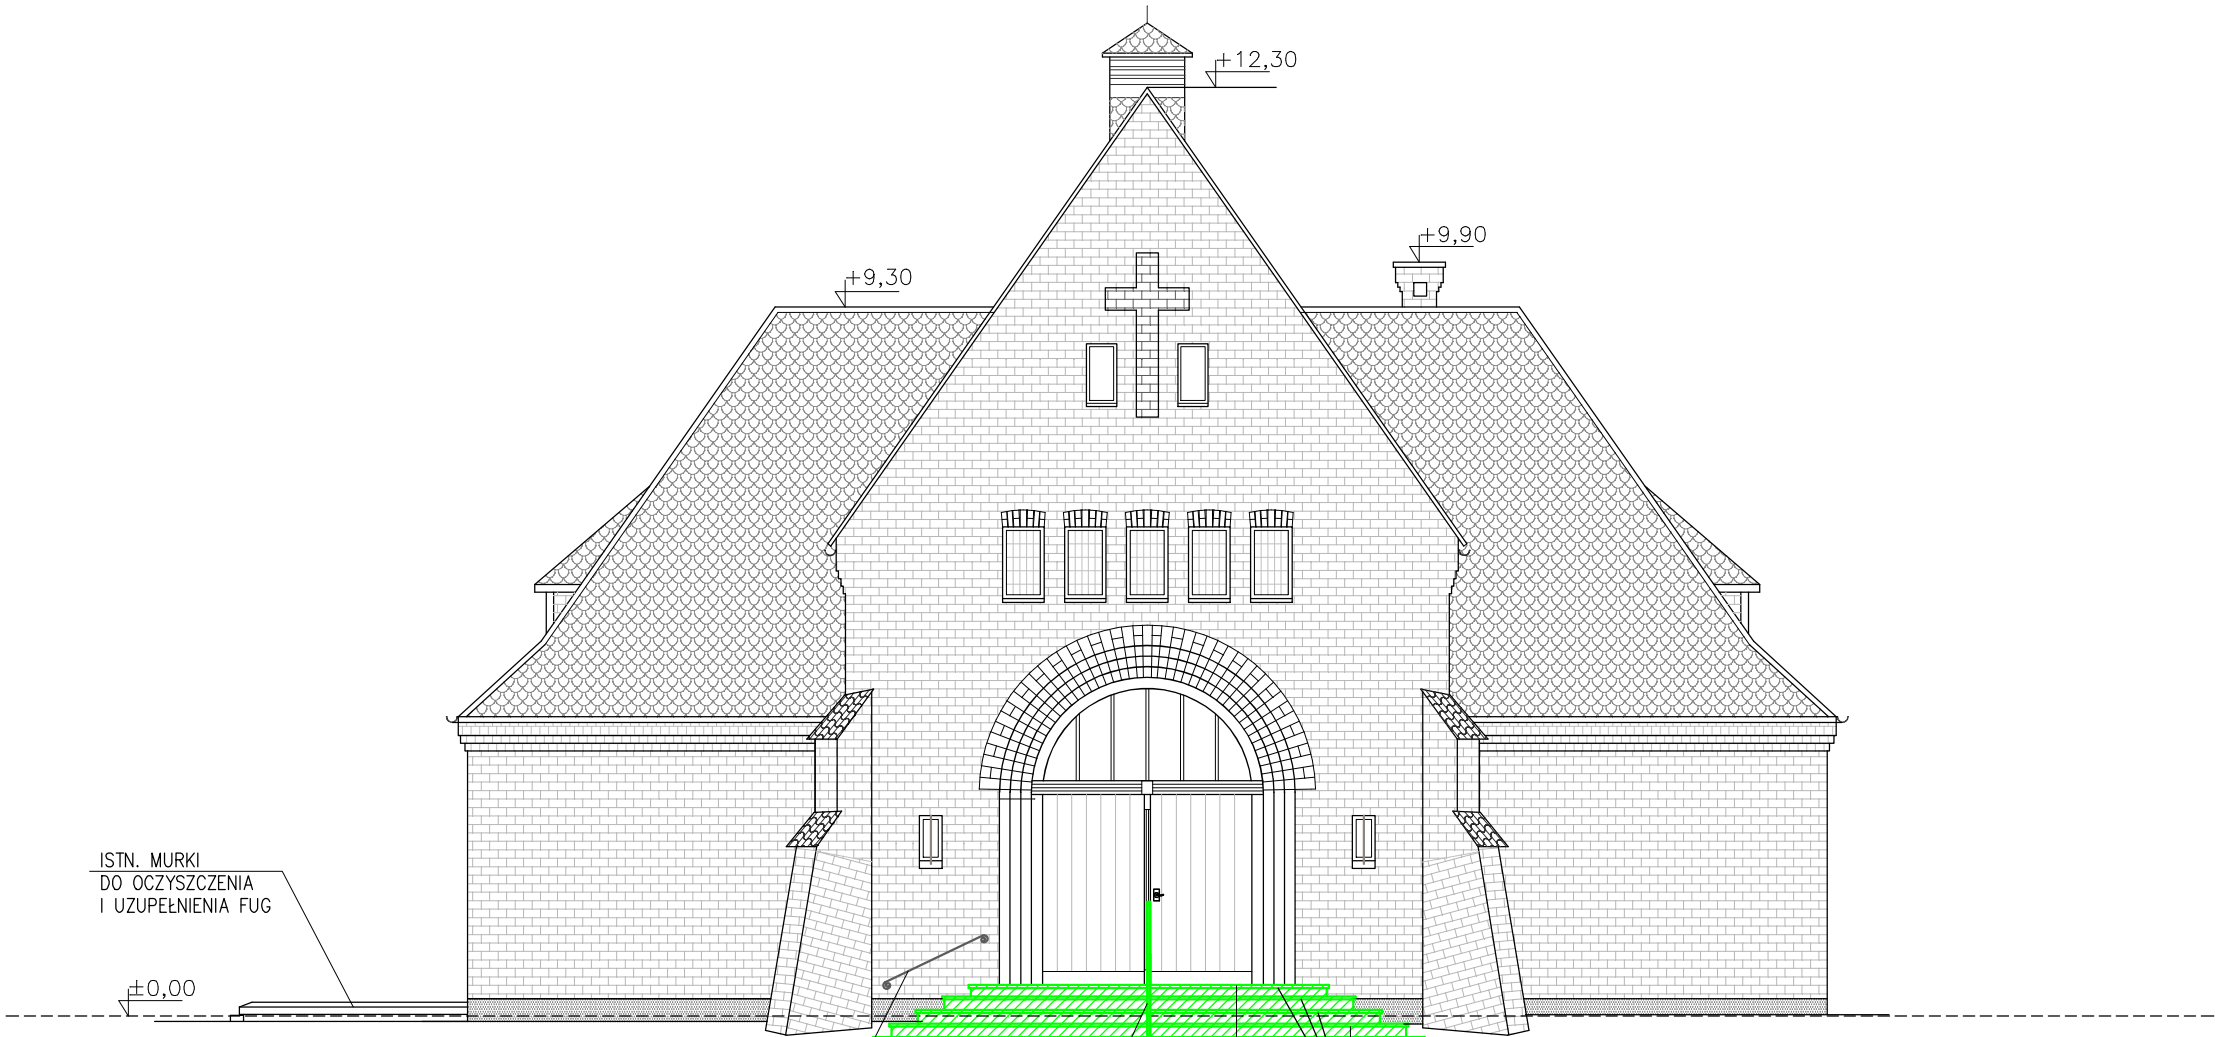 +12,30
+9,90
+9,30
ISTN. MURKI
DO OCZYSZCZENIA
I UZUPEŁNIENIA FUG
±0,00